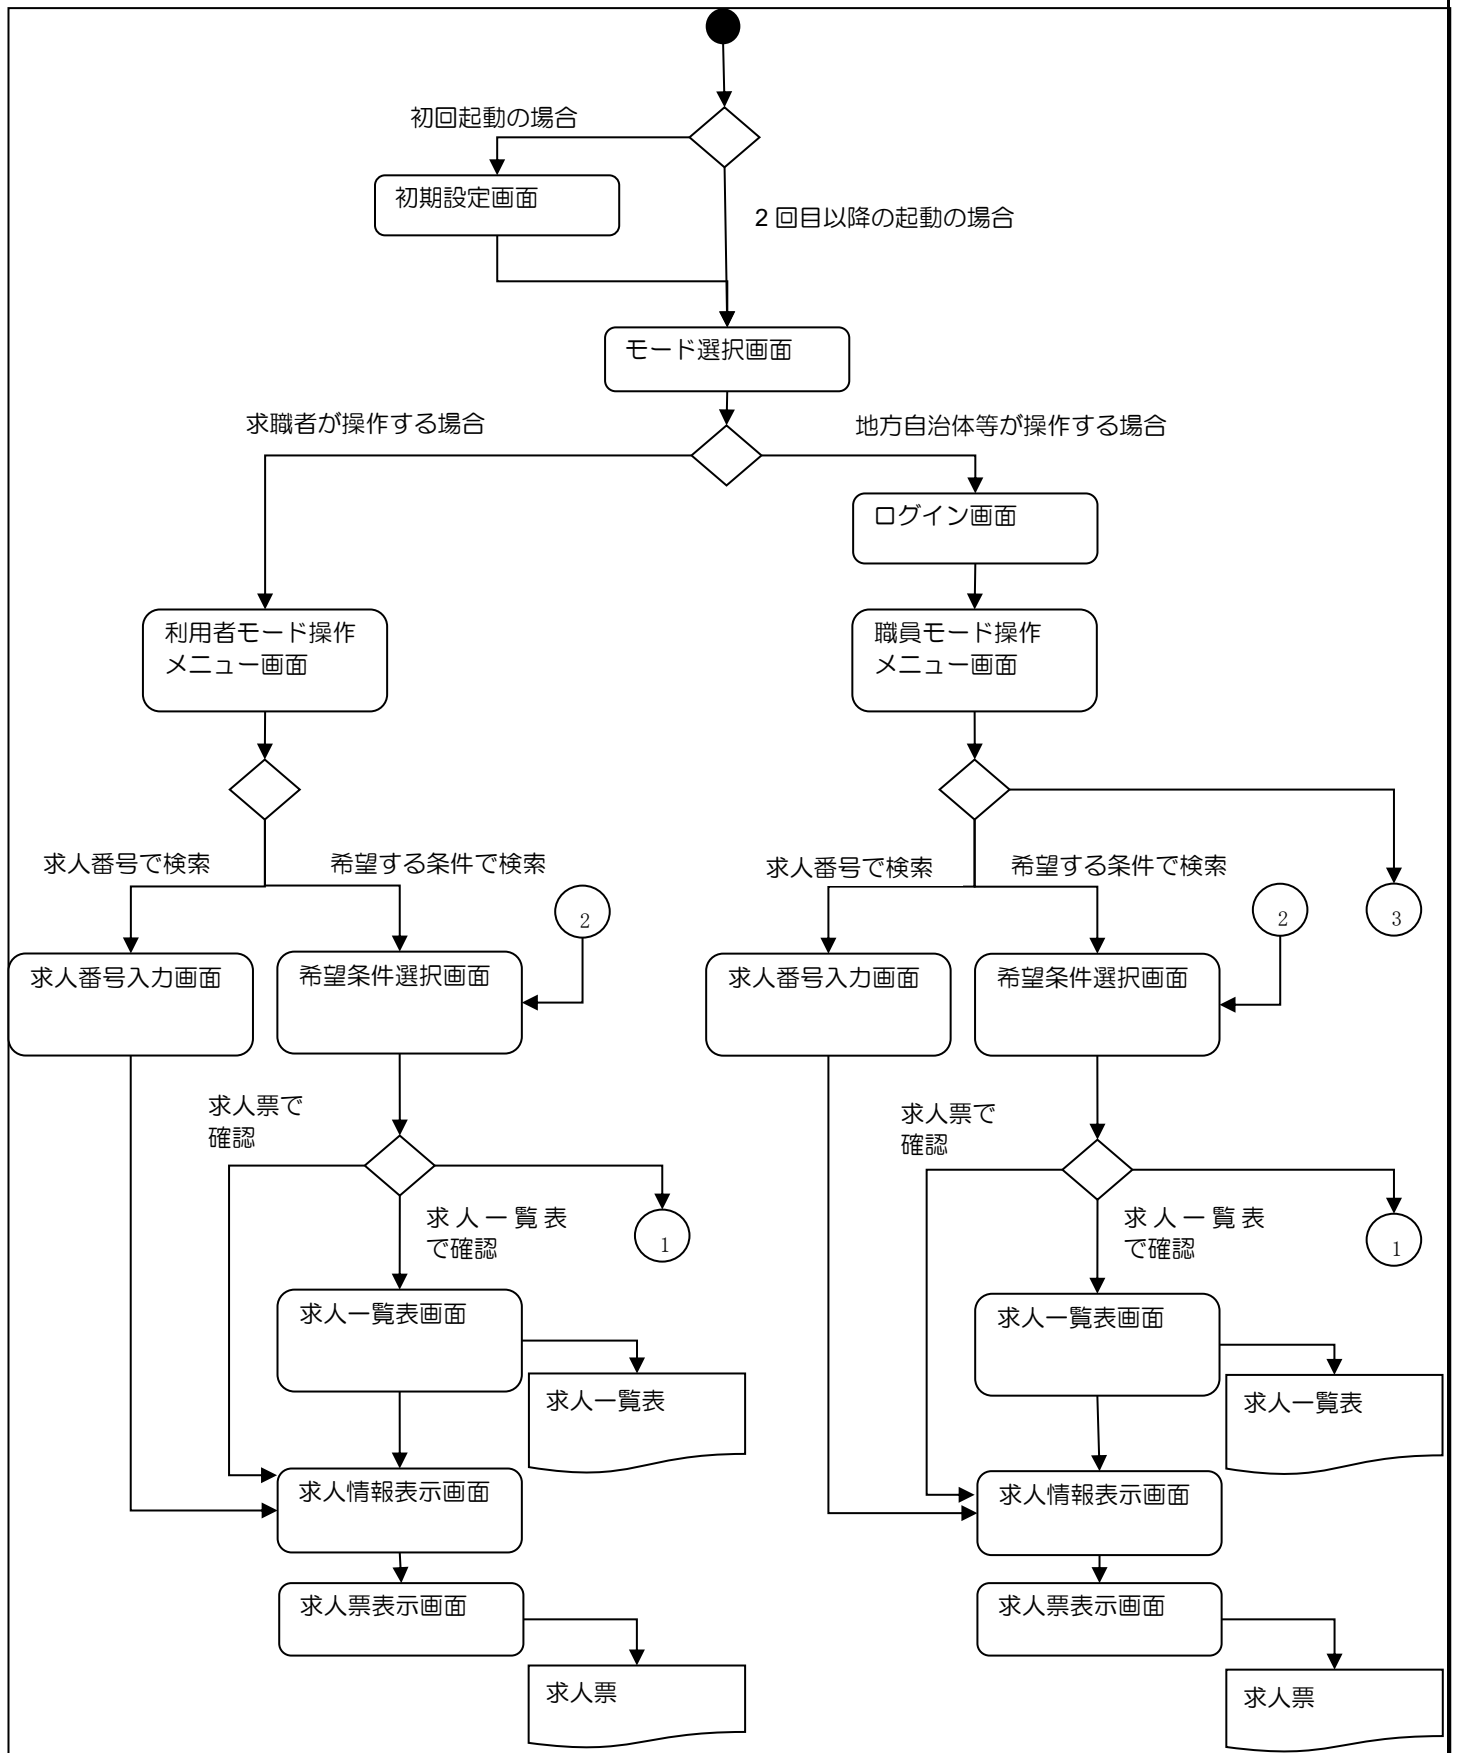 初回起動の場合
初期設定画面
2 回目以降の起動の場合
モード選択画面
求職者が操作する場合
地方自治体等が操作する場合
ログイン画面
利用者モード操作
メニュー画面
職員モード操作
メニュー画面
求人番号で検索
希望する条件で検索
2
求人番号で検索
希望する条件で検索
2
3
求人番号入力画面
希望条件選択画面
求人番号入力画面
希望条件選択画面
求人票で
確認
求人票で
確認
求人一覧表
で確認
1
求人一覧表
で確認
1
求人一覧表画面
求人一覧表画面
求人一覧表
求人一覧表
求人情報表示画面
求人情報表示画面
求人票表示画面
求人票表示画面
求人票
求人票